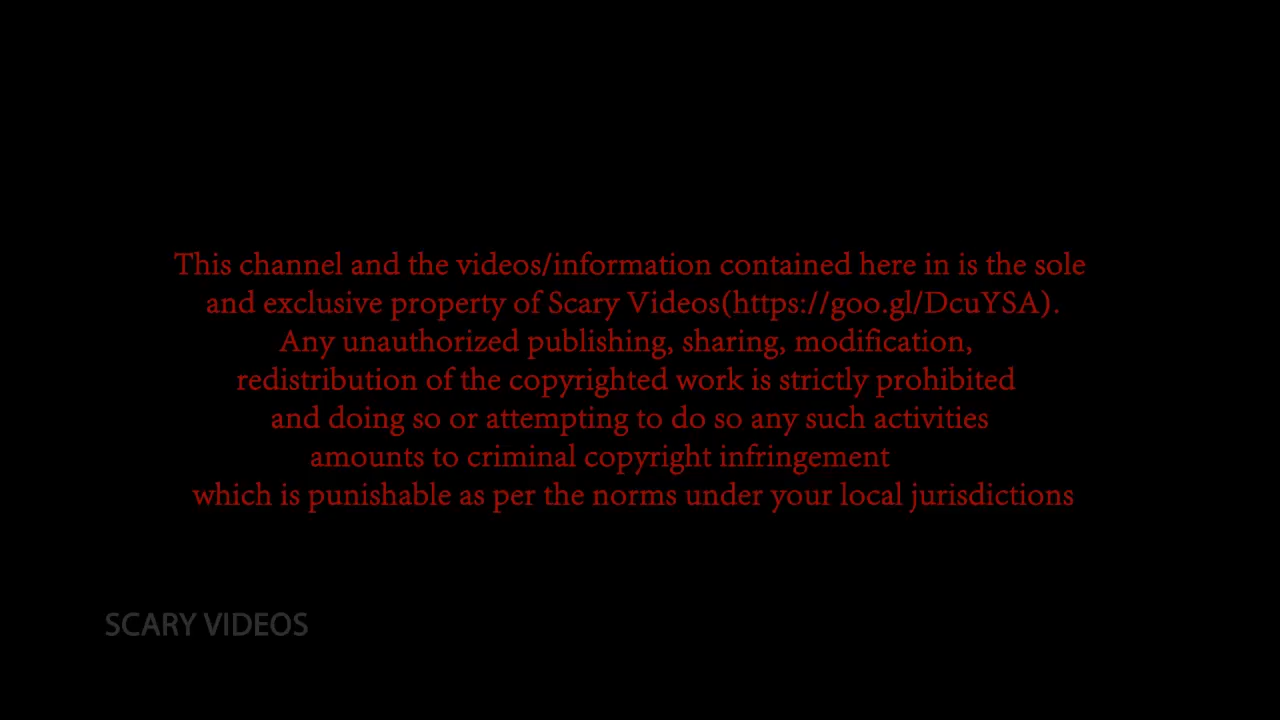 This channel and the videos/information contained here in is the sole
and exclusive property of Scary Videos(https://goo.gl/DcuYSA).
Any unauthorized publishing, sharing, modification,
redistribution of the copyrighted work is strictly prohibited
and doing so or attempting to do so any such activities
amounts to criminal copyright infringement
which is punishable as per the norms under your local jurisdictions
SCARY VIDEOS